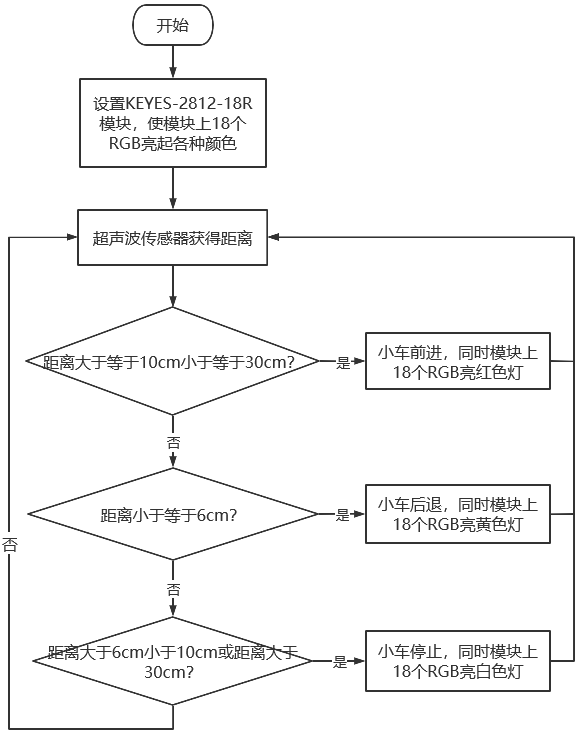 开始
设置KEYES-2812-18R
模块，使模块上18个
RGB亮起各种颜色
超声波传感器获得距离
距离大于等于10cm小于等于30cm?
是
小车前进，同时模块上
18个RGB亮红色灯
否
距离小于等于6cm?
是
小车后退，同时模块上
18个RGB亮黄色灯
否
否
距离大于6cm小于10cm或距离大于
30cm?
是
小车停止，同时模块上
18个RGB亮白色灯